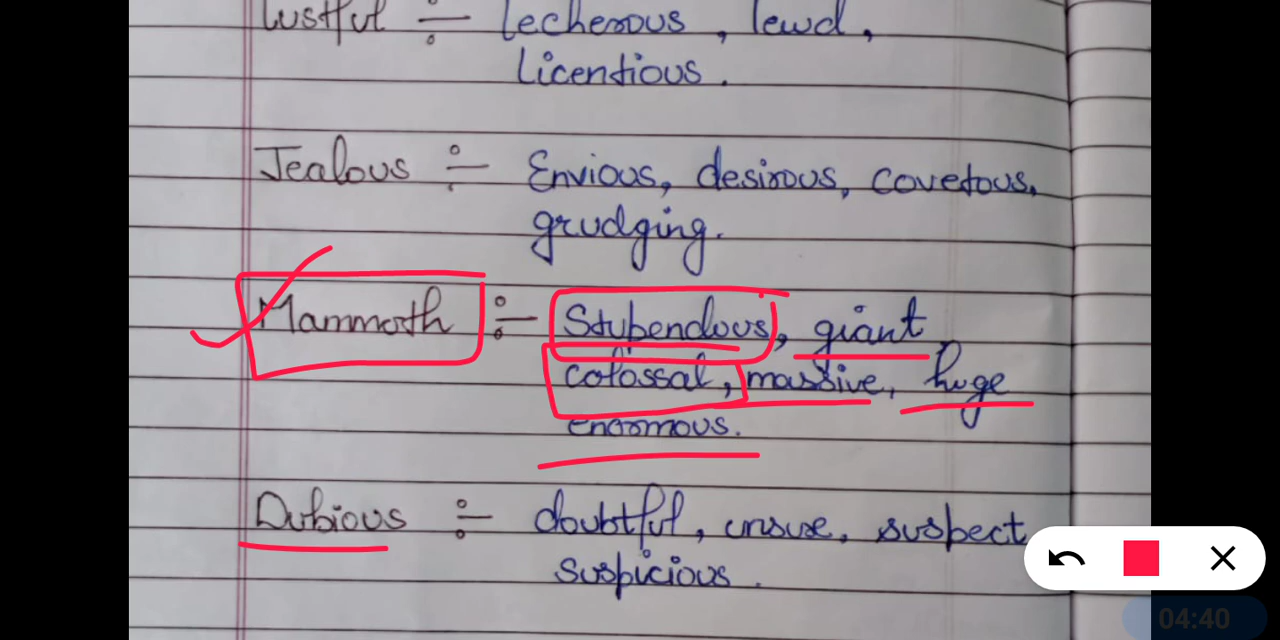 Lustful ÷ Lecherous, lewd,
Licentious.
Jealous ÷ Envious, desirous, covetous,
grudging.
Mammoth ÷ Stupendous, giant,
colossal, massive, huge
enormous.
Dubious ÷ doubtful, unsure, suspect
suspicious.
04:40